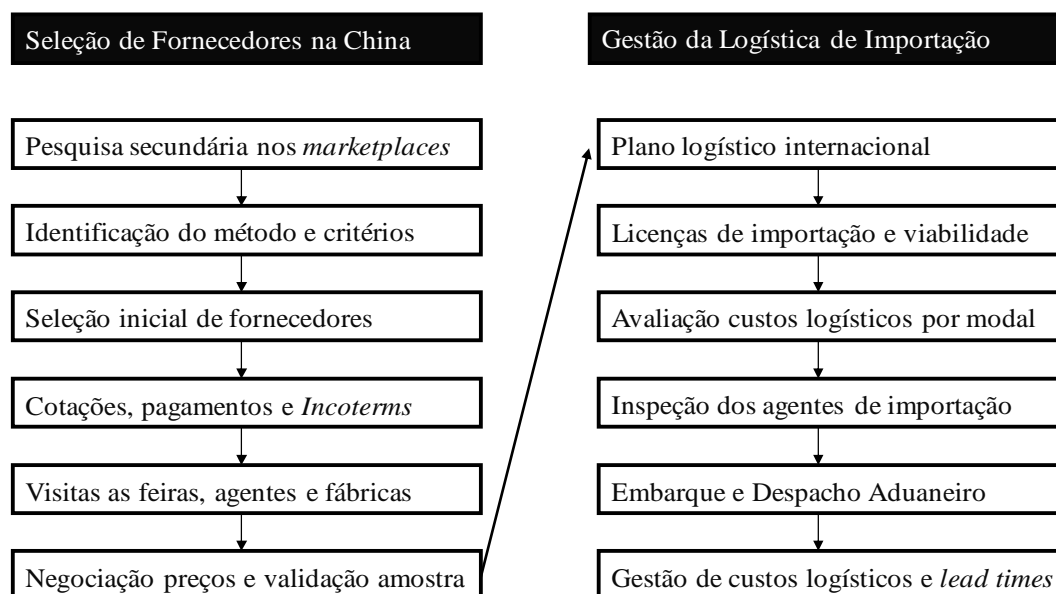 Seleção de Fornecedores na China
Pesquisa secundária nos marketplaces
Identificação do método e critérios
Seleção inicial de fornecedores
Cotações, pagamentos e Incoterms
Visitas as feiras, agentes e fábricas
Negociação preços e validação amostra
Gestão da Logística de Importação
Plano logístico internacional
Licenças de importação e viabilidade
Avaliação custos logísticos por modal
Inspeção dos agentes de importação
Embarque e Despacho Aduaneiro
Gestão de custos logísticos e lead times